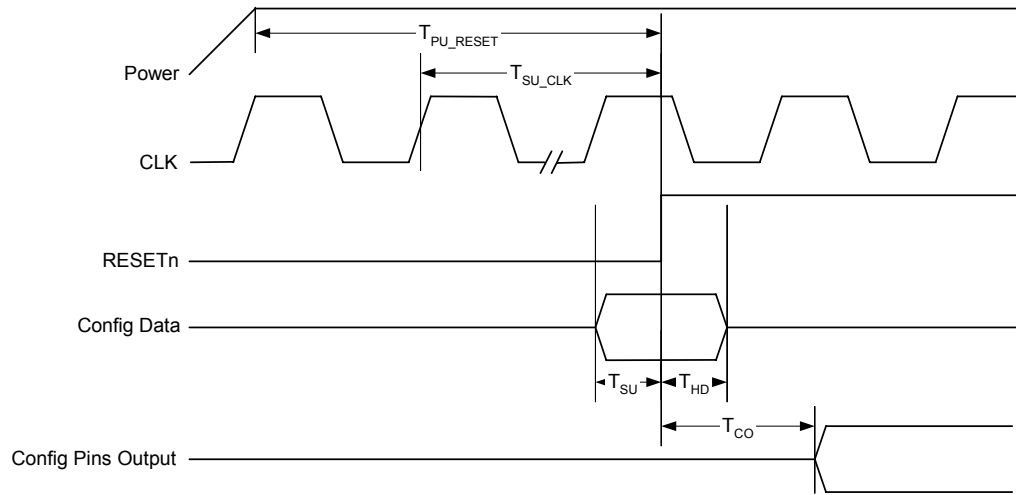 T_PU_RESET
Power
T_SU_CLK
CLK
RESETn
Config Data
T_SU
T_HD
T_CO
Config Pins Output